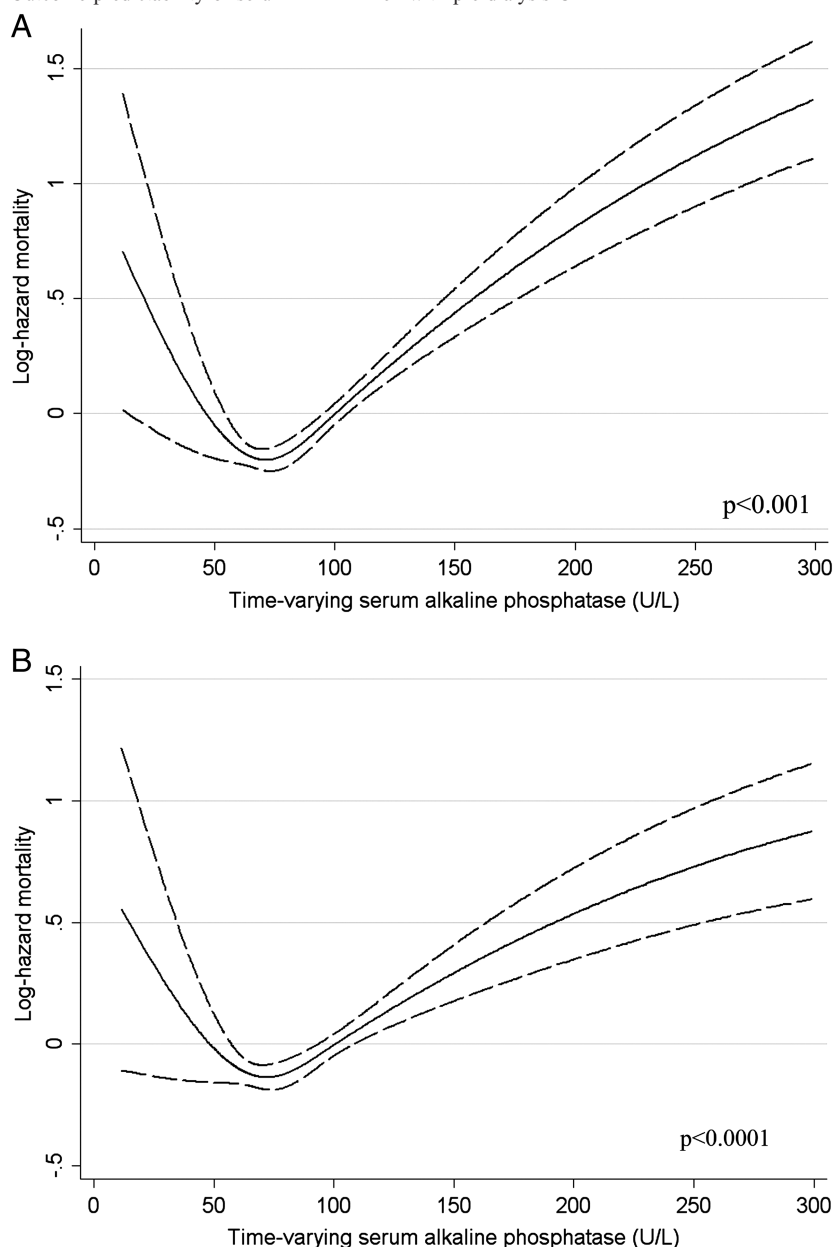 A
1.5
1
.5
0
-.5
Log-hazard mortality
p<0.001
0 50 100 150 200 250 300
Time-varying serum alkaline phosphatase (U/L)
B
1.5
1
.5
0
-.5
Log-hazard mortality
p<0.0001
0 50 100 150 200 250 300
Time-varying serum alkaline phosphatase (U/L)